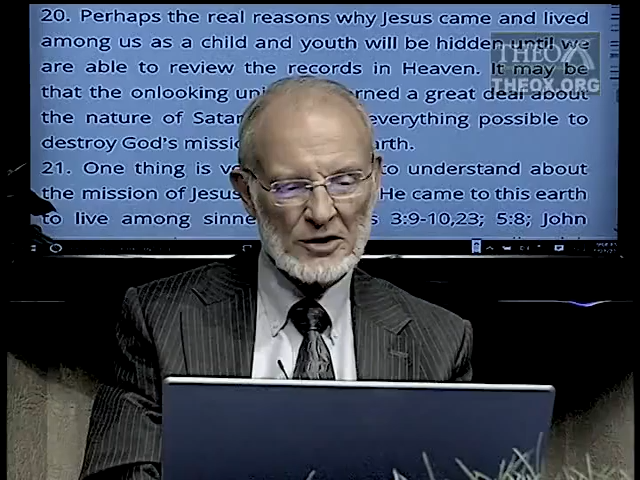 20. Perhaps the real reasons why Jesus came and lived
among us as a child and youth will be hidden until we
are able to review the records in Heaven. It may be
that the onlooking uni rned a great deal about
the nature of Satan everything possible to
destroy God's missi arth.
21. One thing is v to understand about
the mission of Jesus He came to this earth
to live among sinne s 3:9-10,23; 5:8; John
THEOX
THEOX.ORG